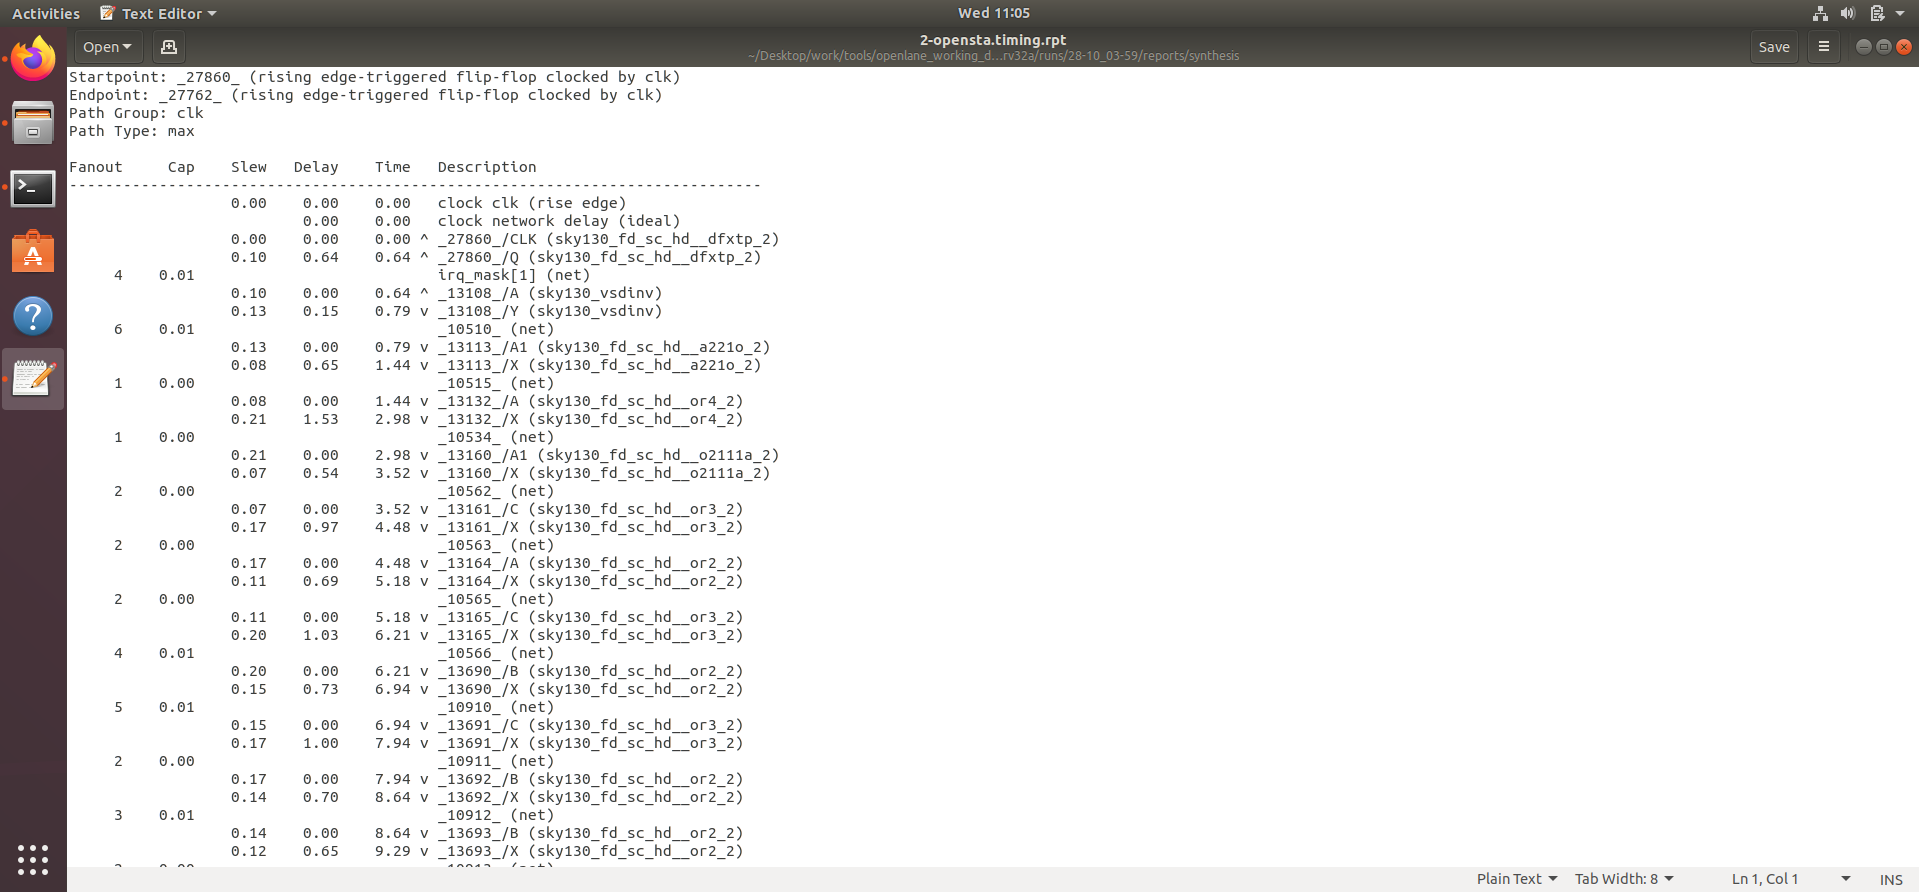 Activities Text Editor Wed 11:05
Open 2-opensta.timing.rpt Save
~/Desktop/work/tools/openlane_working_d...rv32a/runs/28-10_03-59/reports/synthesis
Startpoint: _27860_ (rising edge-triggered flip-flop clocked by clk)
Endpoint: _27762_ (rising edge-triggered flip-flop clocked by clk)
Path Group: clk
Path Type: max
Fanout     Cap    Slew   Delay    Time   Description
-----------------------------------------------------------------------------
                  0.00    0.00    0.00   clock clk (rise edge)
                          0.00    0.00   clock network delay (ideal)
                  0.00    0.00    0.00 ^ _27860_/CLK (sky130_fd_sc_hd__dfxtp_2)
                  0.10    0.64    0.64 ^ _27860_/Q (sky130_fd_sc_hd__dfxtp_2)
     4    0.01                           irq_mask[1] (net)
                  0.10    0.00    0.64 ^ _13108_/A (sky130_vsdinv)
                  0.13    0.15    0.79 v _13108_/Y (sky130_vsdinv)
     6    0.01                           _10510_ (net)
                  0.13    0.00    0.79 v _13113_/A1 (sky130_fd_sc_hd__a221o_2)
                  0.08    0.65    1.44 v _13113_/X (sky130_fd_sc_hd__a221o_2)
     1    0.00                           _10515_ (net)
                  0.08    0.00    1.44 v _13132_/A (sky130_fd_sc_hd__or4_2)
                  0.21    1.53    2.98 v _13132_/X (sky130_fd_sc_hd__or4_2)
     1    0.00                           _10534_ (net)
                  0.21    0.00    2.98 v _13160_/A1 (sky130_fd_sc_hd__o2111a_2)
                  0.07    0.54    3.52 v _13160_/X (sky130_fd_sc_hd__o2111a_2)
     2    0.00                           _10562_ (net)
                  0.07    0.00    3.52 v _13161_/C (sky130_fd_sc_hd__or3_2)
                  0.17    0.97    4.48 v _13161_/X (sky130_fd_sc_hd__or3_2)
     2    0.00                           _10563_ (net)
                  0.17    0.00    4.48 v _13164_/A (sky130_fd_sc_hd__or2_2)
                  0.11    0.69    5.18 v _13164_/X (sky130_fd_sc_hd__or2_2)
     2    0.00                           _10565_ (net)
                  0.11    0.00    5.18 v _13165_/C (sky130_fd_sc_hd__or3_2)
                  0.20    1.03    6.21 v _13165_/X (sky130_fd_sc_hd__or3_2)
     4    0.01                           _10566_ (net)
                  0.20    0.00    6.21 v _13690_/B (sky130_fd_sc_hd__or2_2)
                  0.15    0.73    6.94 v _13690_/X (sky130_fd_sc_hd__or2_2)
     5    0.01                           _10910_ (net)
                  0.15    0.00    6.94 v _13691_/C (sky130_fd_sc_hd__or3_2)
                  0.17    1.00    7.94 v _13691_/X (sky130_fd_sc_hd__or3_2)
     2    0.00                           _10911_ (net)
                  0.17    0.00    7.94 v _13692_/B (sky130_fd_sc_hd__or2_2)
                  0.14    0.70    8.64 v _13692_/X (sky130_fd_sc_hd__or2_2)
     3    0.01                           _10912_ (net)
                  0.14    0.00    8.64 v _13693_/B (sky130_fd_sc_hd__or2_2)
                  0.12    0.65    9.29 v _13693_/X (sky130_fd_sc_hd__or2_2)
Plain Text Tab Width: 8 Ln 1, Col 1 INS